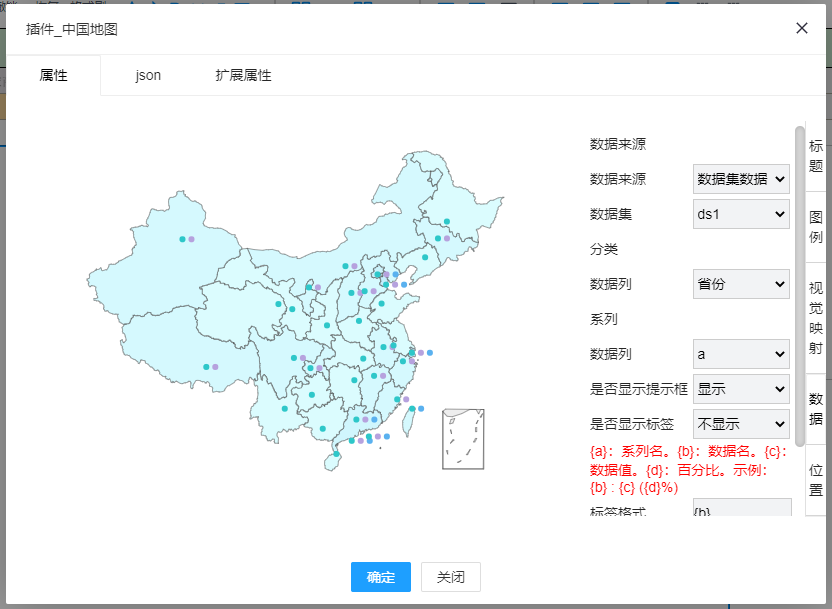 插件_中国地图
属性
json
扩展属性
数据来源
数据来源
数据集数据
数据集
ds1
分类
数据列
省份
系列
数据列
a
是否显示提示框
显示
是否显示标签
不显示
{a}：系列名。{b}：数据名。{c}：
数据值。{d}：百分比。示例：
{b} : {c} ({d}%)
标签格式
{b}
标题
图例
视觉映射
数据
位置
确定
关闭